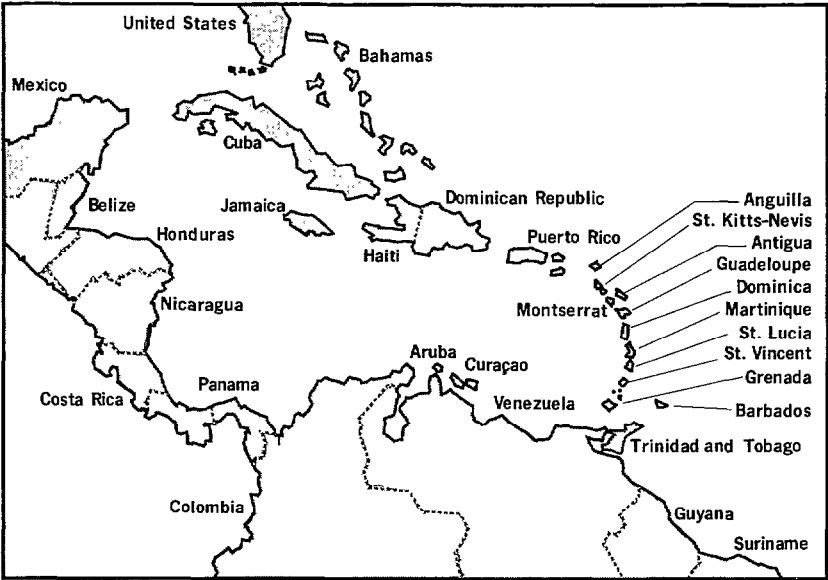 United States
Bahamas
Mexico
Cuba
Belize
Jamaica
Dominican Republic
Anguilla
St. Kitts-Nevis
Honduras
Haiti
Puerto Rico
Antigua
Guadeloupe
Dominica
Nicaragua
Montserrat
Martinique
St. Lucia
Aruba
Curaçao
St. Vincent
Grenada
Costa Rica
Panama
Venezuela
Barbados
Trinidad and Tobago
Colombia
Guyana
Suriname